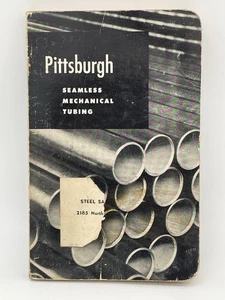 Pittsburgh
SEAMLESS
MECHANICAL
TUBING
STEEL SA
2185 North